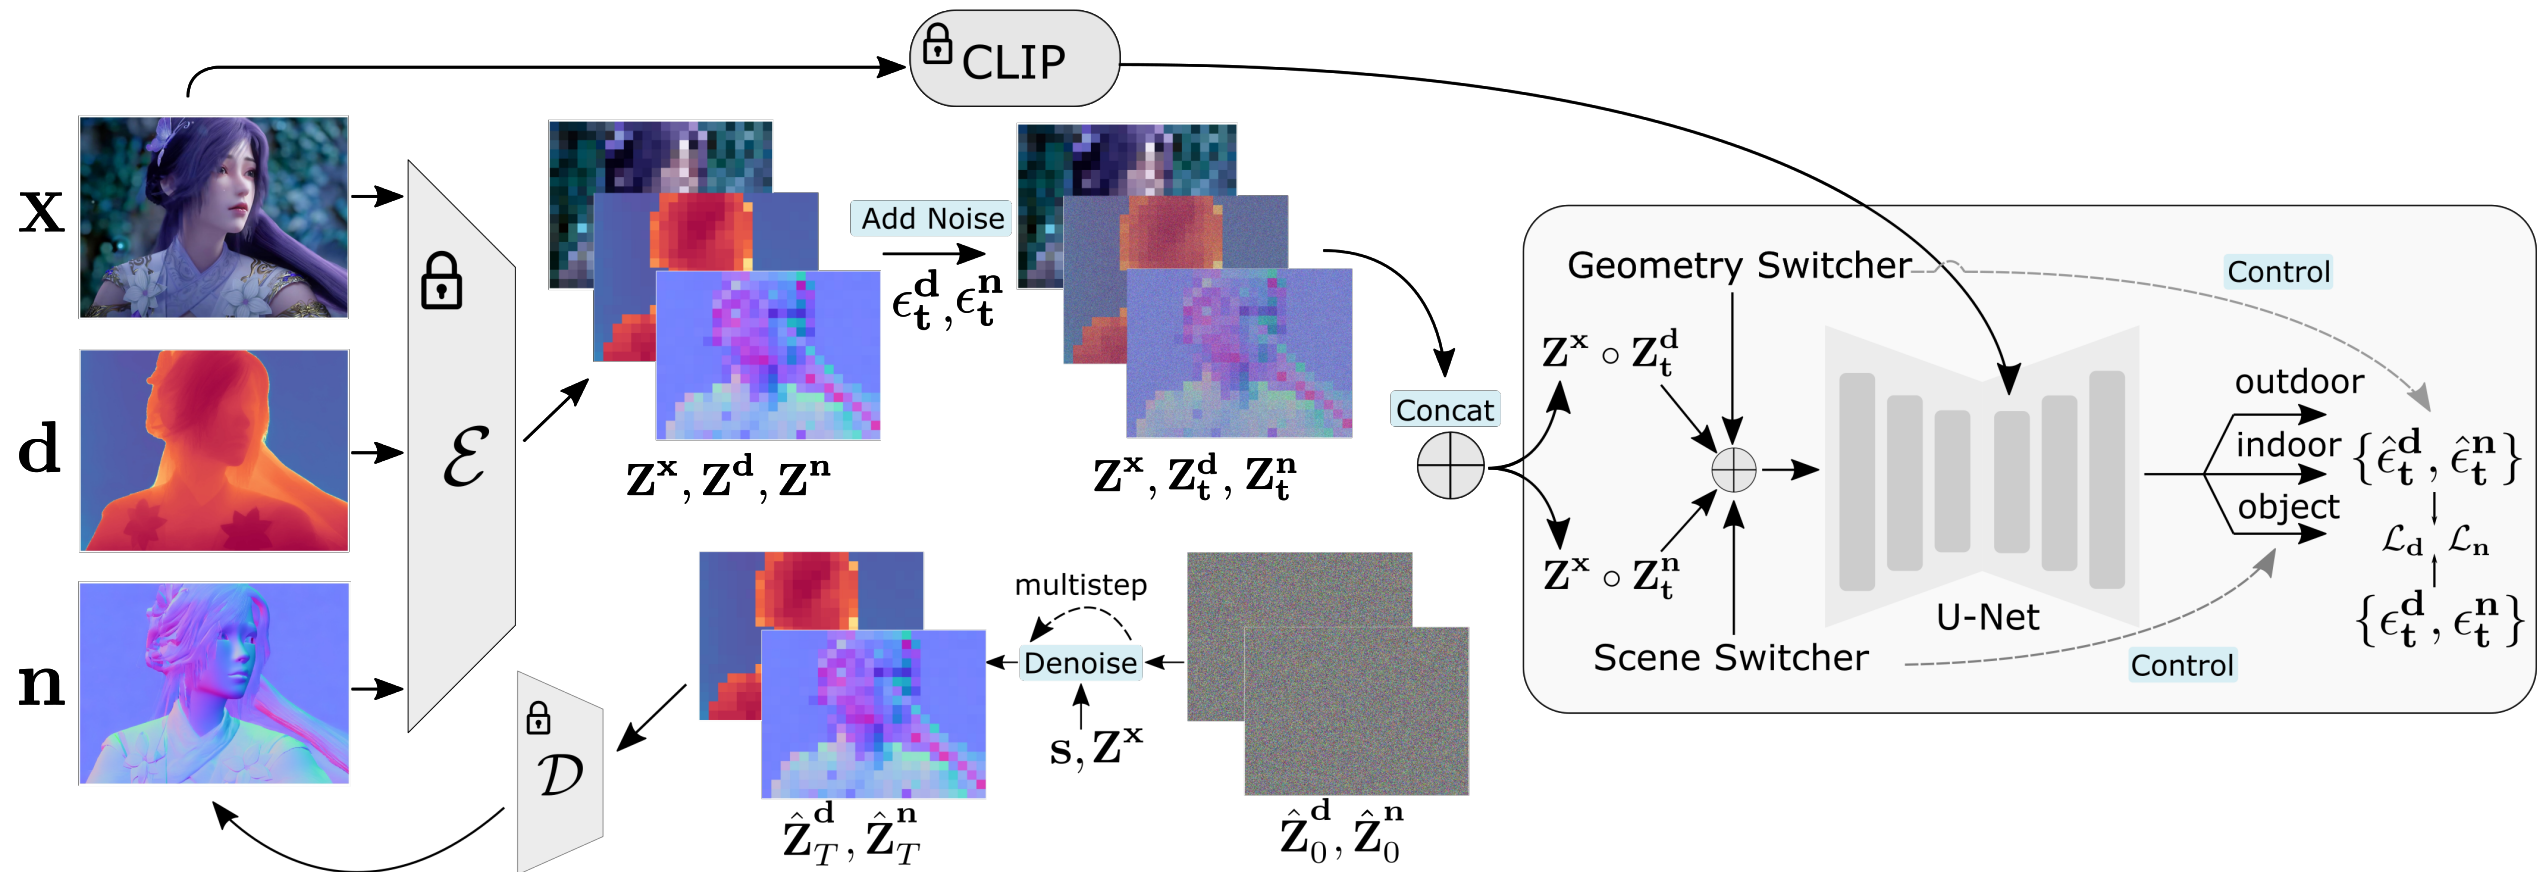 CLIP
x
d
n
ℰ
Z^x, Z^d, Z^n
Add Noise
ϵ_t^d, ϵ_t^n
Z^x, Z_t^d, Z_t^n
Concat
Geometry Switcher
Control
Z^x ∘ Z_t^d
Z^x ∘ Z_t^n
Scene Switcher
Control
U-Net
outdoor
indoor
object
{ϵ̂_t^d, ϵ̂_t^n}
ℒ_d ℒ_n
{ϵ_t^d, ϵ_t^n}
multistep
Denoise
s, Z^x
Ẑ_0^d, Ẑ_0^n
Ẑ_T^d, Ẑ_T^n
𝒟